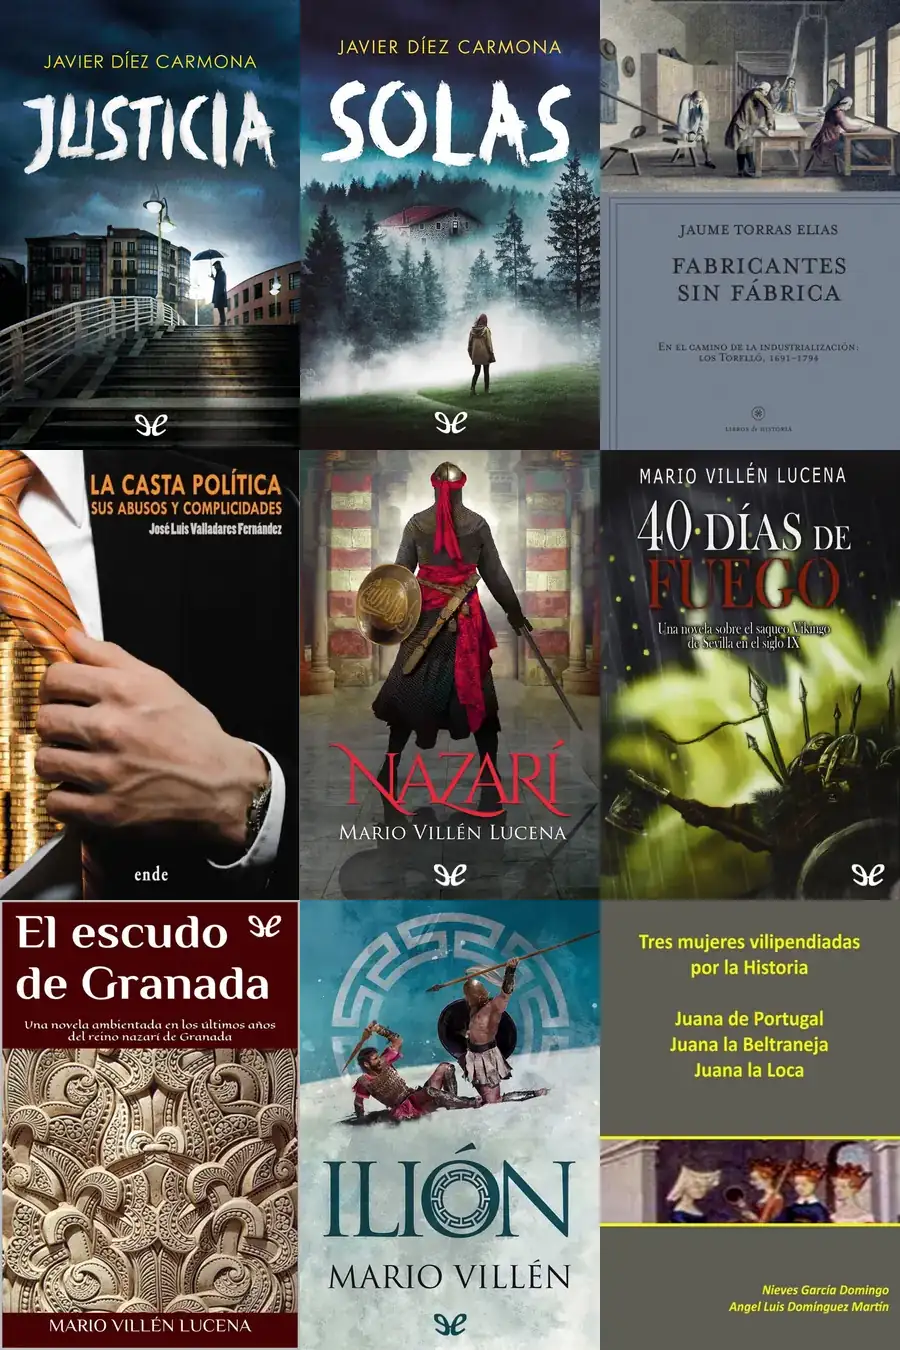 JAVIER DÍEZ CARMONA
JUSTICIA
JAVIER DÍEZ CARMONA
SOLAS
JAUME TORRAS ELIAS
FABRICANTES
SIN FÁBRICA
EN EL CAMINO DE LA INDUSTRIALIZACIÓN:
LOS TORELLÓ, 1691-1794
LIBROS de HISTORIA
LA CASTA POLÍTICA
SUS ABUSOS Y COMPLICIDADES
José Luis Valladares Fernández
ende
NAZARÍ
MARIO VILLÉN LUCENA
MARIO VILLÉN LUCENA
40 DÍAS DE
FUEGO
Una novela sobre el saqueo Vikingo
de Sevilla en el siglo IX
El escudo
de Granada
Una novela ambientada en los últimos años
del reino nazarí de Granada
MARIO VILLÉN LUCENA
ILIÓN
MARIO VILLÉN
Tres mujeres vilipendiadas
por la Historia
Juana de Portugal
Juana la Beltraneja
Juana la Loca
Nieves García Domingo
Angel Luis Domínguez Martín